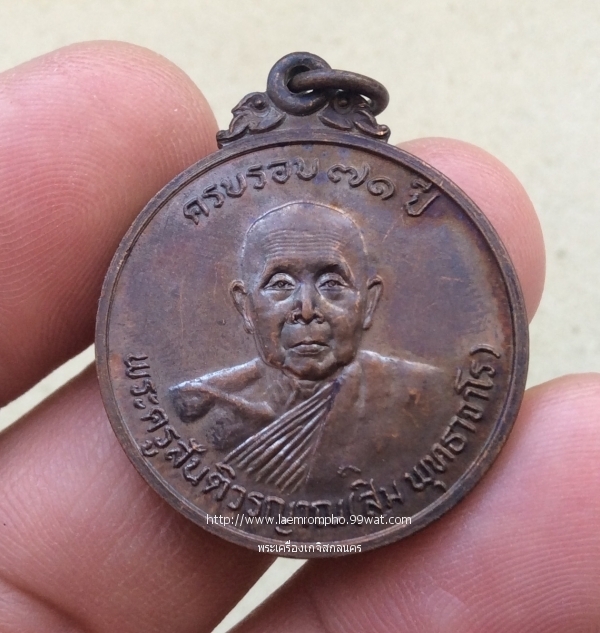 ครบรอบ ๗๑ ปี
พระครูสันติวรญาณ (สิม พุทธาจาโร)
http://www.laemrompho.99wat.com
พระเครื่องเกจิสกลนคร